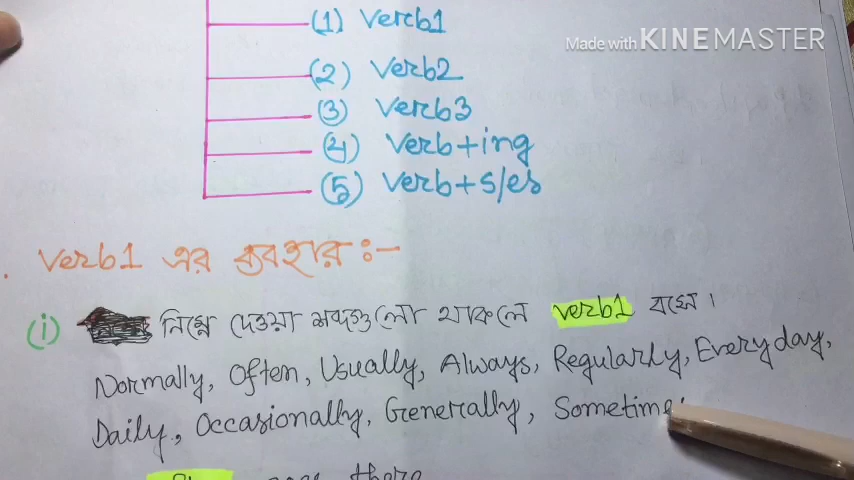 Made with KINEMASTER
(1) Verb1
(2) Verb2
(3) Verb3
(4) Verb+ing
(5) Verb+s/es
Verb1 এর ব্যবহার:-
(i) নিম্নে দেওয়া শব্দগুলো থাকলে verb1 বসে।
Normally, Often, Usually, Always, Regularly, Everyday,
Daily, Occasionally, Generally, Sometime
there